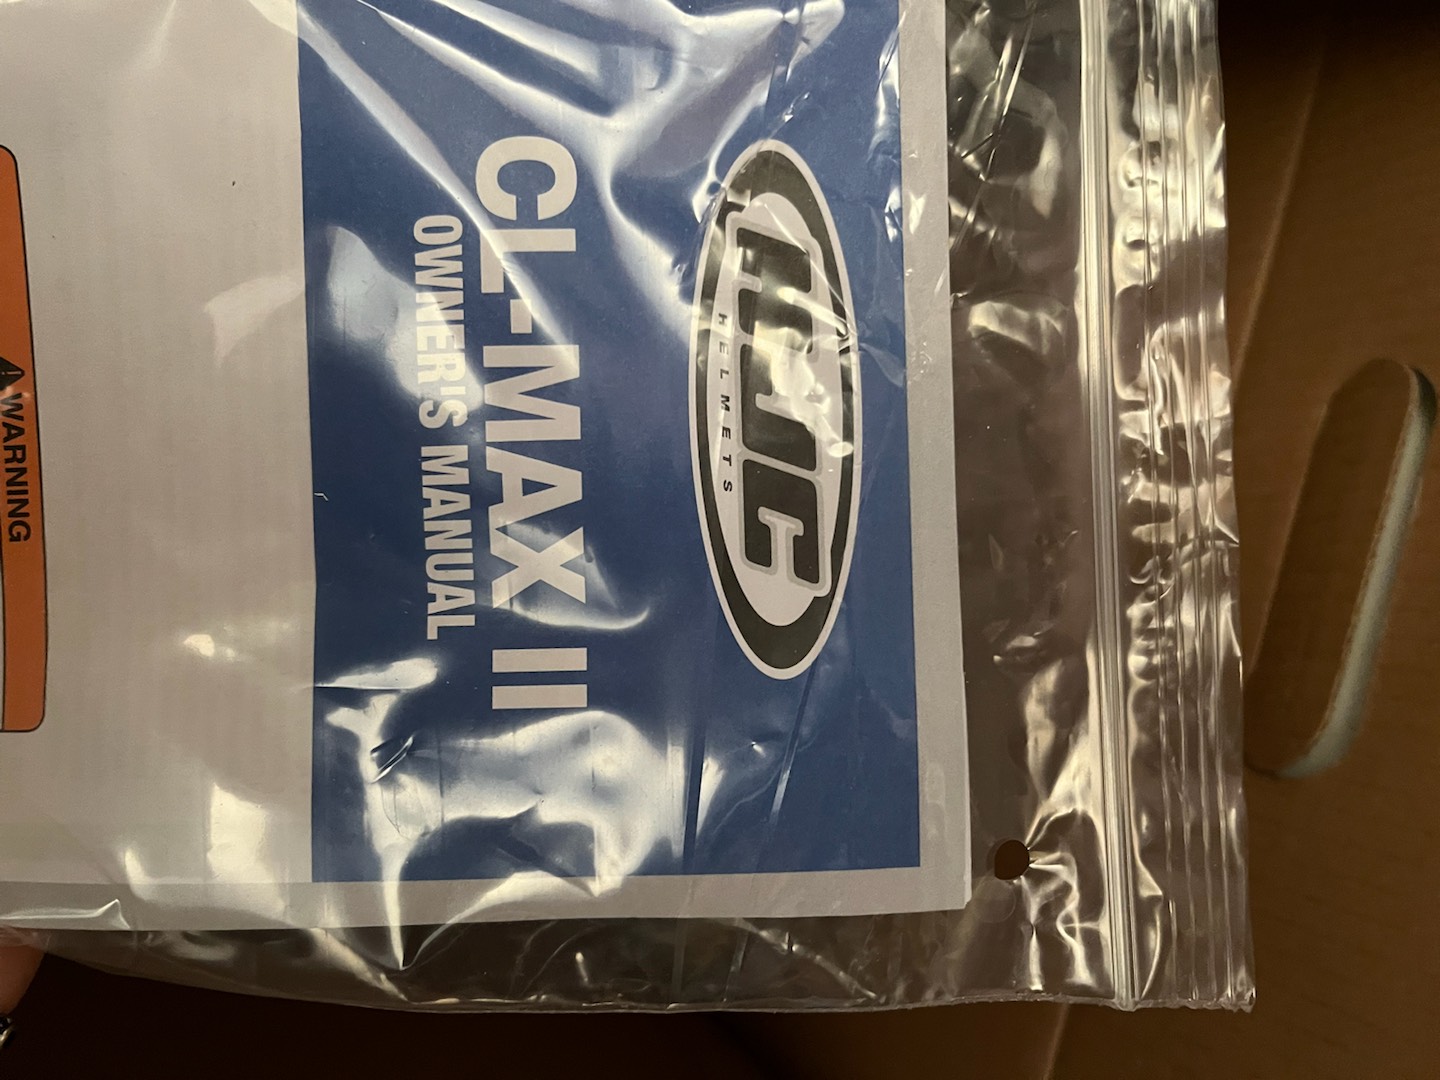 HJC
HELMETS
CL-MAX II
OWNER'S MANUAL
WARNING